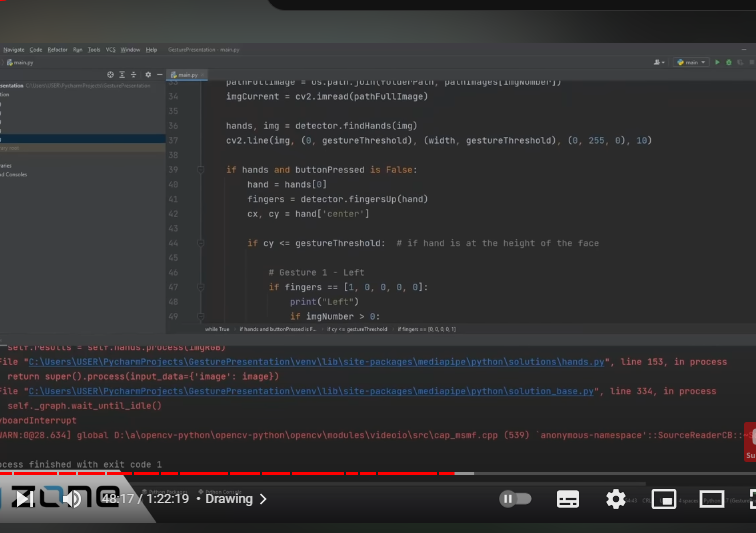 Navigate Code Refactor Run Tools VCS Window Help GesturePresentation - main.py
main.py
main
main.py
esentation C:\Users\USER\PycharmProjects\GesturePresentation
33 pathFullImage = os.path.join(folderPath, pathImages[imgNumber])
34 imgCurrent = cv2.imread(pathFullImage)
35
36 hands, img = detector.findHands(img)
37 cv2.line(img, (0, gestureThreshold), (width, gestureThreshold), (0, 255, 0), 10)
38
39 if hands and buttonPressed is False:
40 hand = hands[0]
41 fingers = detector.fingersUp(hand)
42 cx, cy = hand['center']
43
44 if cy <= gestureThreshold: # if hand is at the height of the face
45
46 # Gesture 1 - Left
47 if fingers == [1, 0, 0, 0, 0]:
48 print("Left")
49 if imgNumber > 0:
while True if hands and buttonPressed is F... if cy <= gestureThreshold if fingers == [0, 0, 0, 0, 1]
self.results = self.hands.process(imgRGB)
File "C:\Users\USER\PycharmProjects\GesturePresentation\venv\lib\site-packages\mediapipe\python\solutions\hands.py", line 153, in process
return super().process(input_data={'image': image})
File "C:\Users\USER\PycharmProjects\GesturePresentation\venv\lib\site-packages\mediapipe\python\solution_base.py", line 334, in process
self._graph.wait_until_idle()
yboardInterrupt
WARN:0@28.634] global D:\a\opencv-python\opencv-python\opencv\modules\videoio\src\cap_msmf.cpp (539) `anonymous-namespace'::SourceReaderCB::~S
Su
ocess finished with exit code 1
Python Packages Python Console
ZONE
48:17 / 1:22:19 • Drawing >